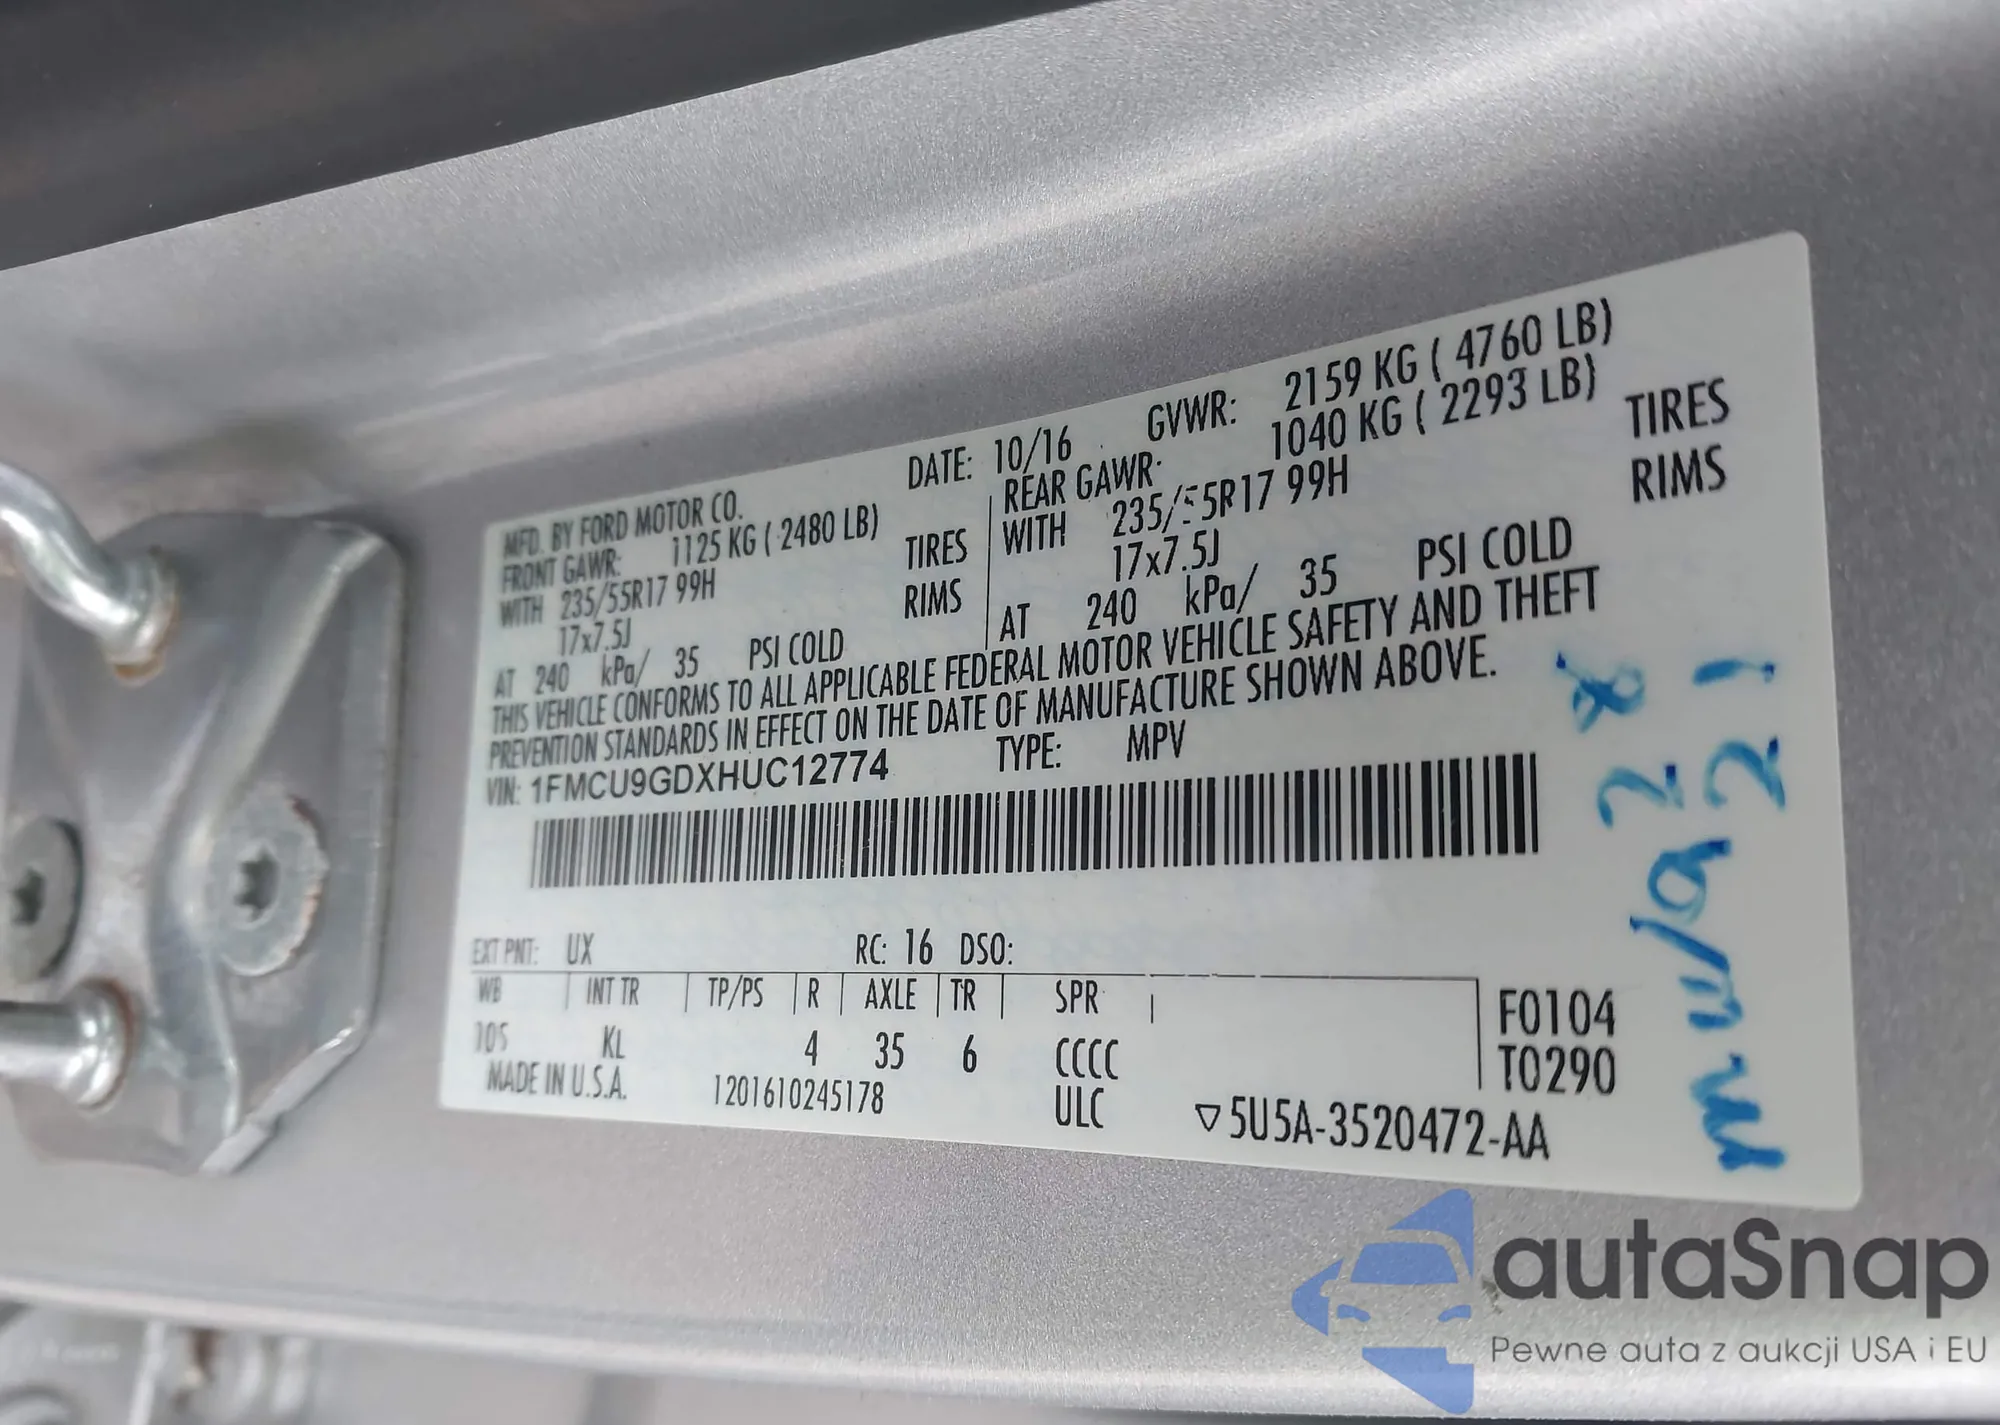 MFD. BY FORD MOTOR CO. DATE: 10/16 GVWR: 2159 KG ( 4760 LB)
FRONT GAWR: 1125 KG ( 2480 LB) REAR GAWR: 1040 KG ( 2293 LB)
WITH 235/55R17 99H TIRES WITH 235/55R17 99H TIRES
17x7.5J RIMS 17x7.5J RIMS
AT 240 kPa/ 35 PSI COLD AT 240 kPa/ 35 PSI COLD
THIS VEHICLE CONFORMS TO ALL APPLICABLE FEDERAL MOTOR VEHICLE SAFETY AND THEFT
PREVENTION STANDARDS IN EFFECT ON THE DATE OF MANUFACTURE SHOWN ABOVE.
VIN: 1FMCU9GDXHUC12774 TYPE: MPV
EXT PNT: UX RC: 16 DSO:
WB INT TR TP/PS R AXLE TR SPR
105 KL 4 35 6 CCCC
F0104
T0290
MADE IN U.S.A. 1201610245178 ULC ▽5U5A-3520472-AA
autaSnap
Pewne auta z aukcji USA i EU